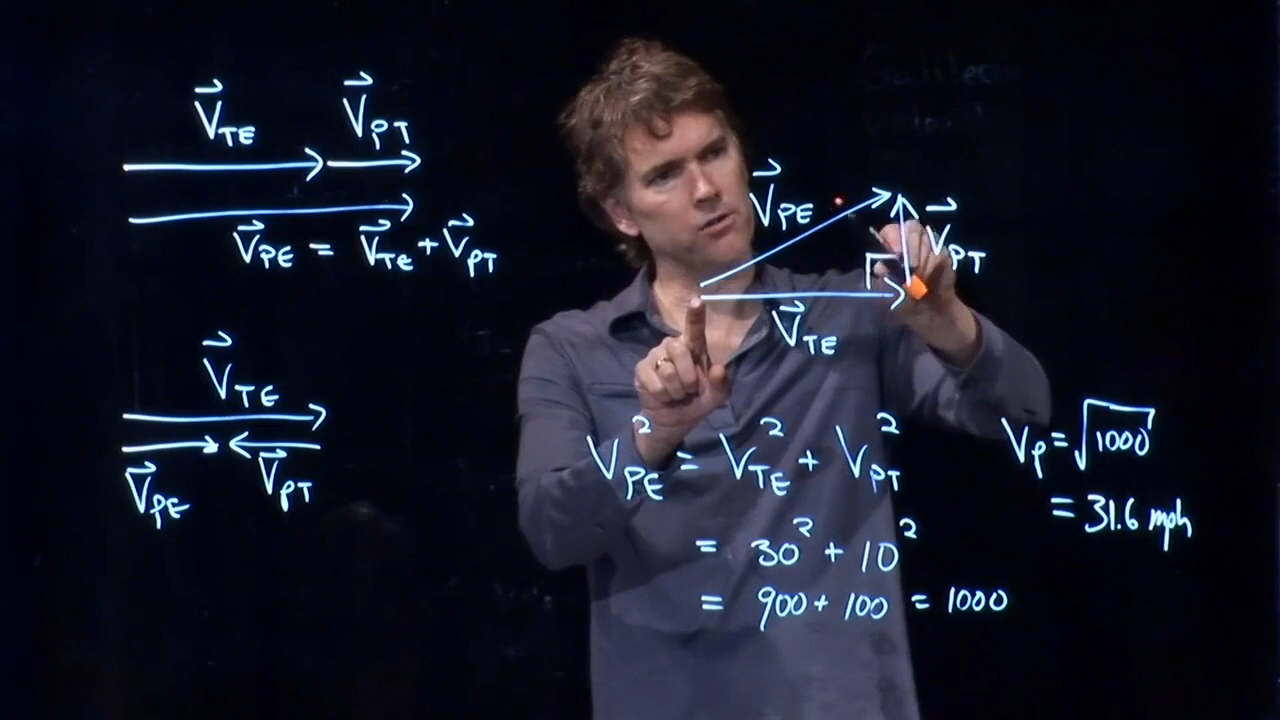 V⃗TE V⃗PT
V⃗PE = V⃗TE + V⃗PT
V⃗TE
V⃗PE V⃗PT
V⃗PE V⃗PT
V⃗TE
VPE² = VTE² + VPT²
= 30² + 10²
= 900 + 100 = 1000
VP = √1000
= 31.6 mph